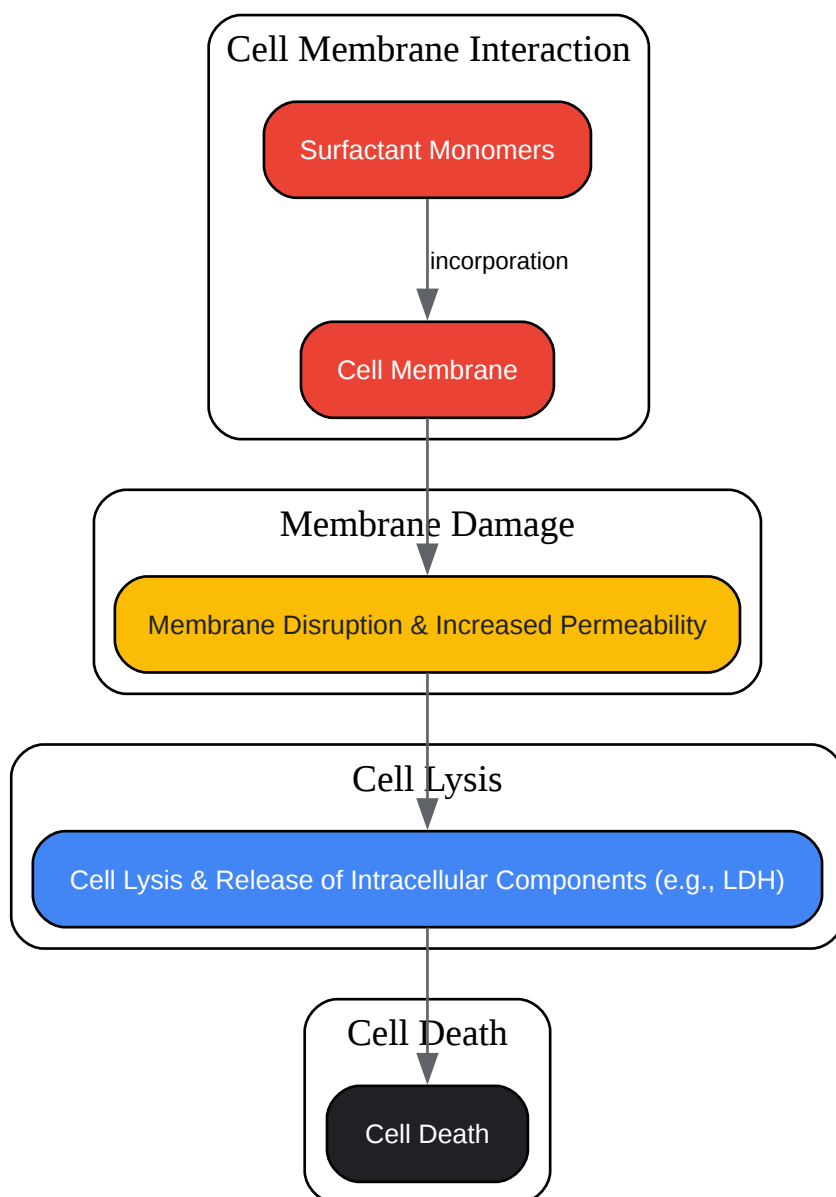 Cell Membrane Interaction
Surfactant Monomers
incorporation
Cell Membrane
Membrane Damage
Membrane Disruption & Increased Permeability
Cell Lysis
Cell Lysis & Release of Intracellular Components (e.g., LDH)
Cell Death
Cell Death